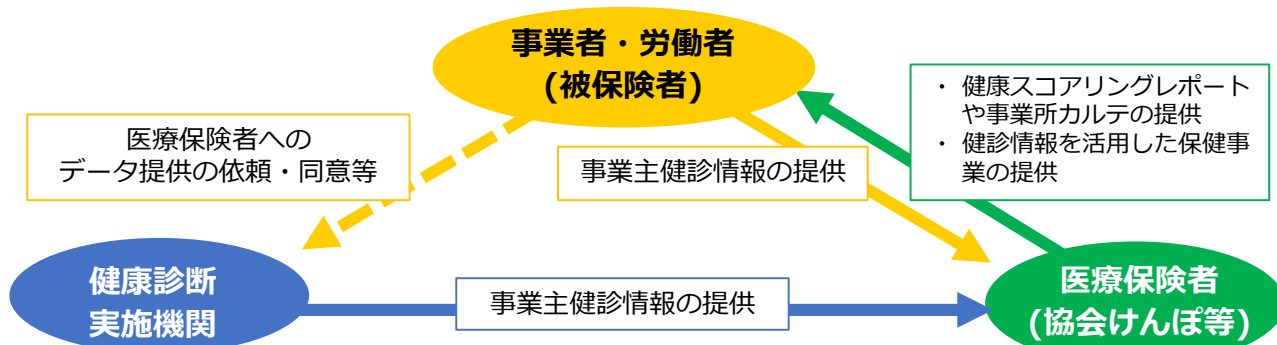 事業者・労働者
(被保険者)
・ 健康スコアリングレポート
や事業所カルテの提供
・ 健診情報を活用した保健事
業の提供
医療保険者への
データ提供の依頼・同意等
事業主健診情報の提供
健康診断
実施機関
事業主健診情報の提供
医療保険者
(協会けんぽ等)